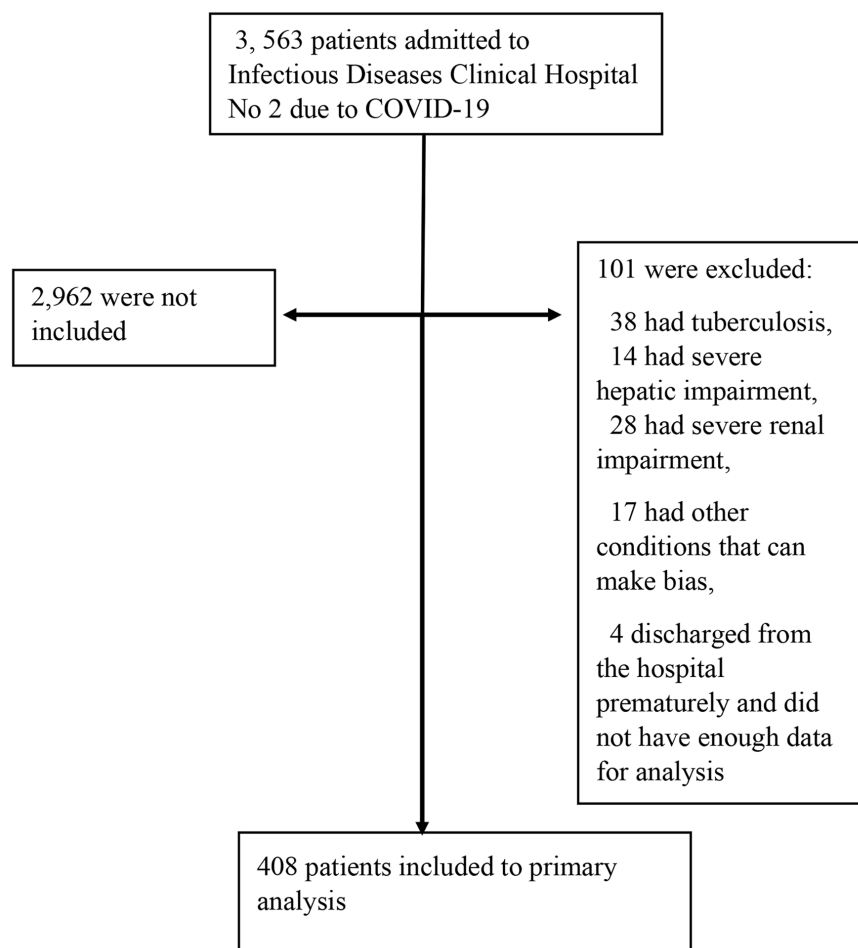 3, 563 patients admitted to
Infectious Diseases Clinical Hospital
No 2 due to COVID-19
2,962 were not
included
101 were excluded:
38 had tuberculosis,
14 had severe
hepatic impairment,
28 had severe renal
impairment,
17 had other
conditions that can
make bias,
4 discharged from
the hospital
prematurely and did
not have enough data
for analysis
408 patients included to primary
analysis